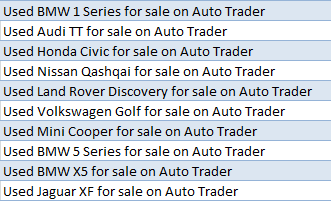 Used BMW 1 Series for sale on Auto Trader
Used Audi TT for sale on Auto Trader
Used Honda Civic for sale on Auto Trader
Used Nissan Qashqai for sale on Auto Trader
Used Land Rover Discovery for sale on Auto Trader
Used Volkswagen Golf for sale on Auto Trader
Used Mini Cooper for sale on Auto Trader
Used BMW 5 Series for sale on Auto Trader
Used BMW X5 for sale on Auto Trader
Used Jaguar XF for sale on Auto Trader